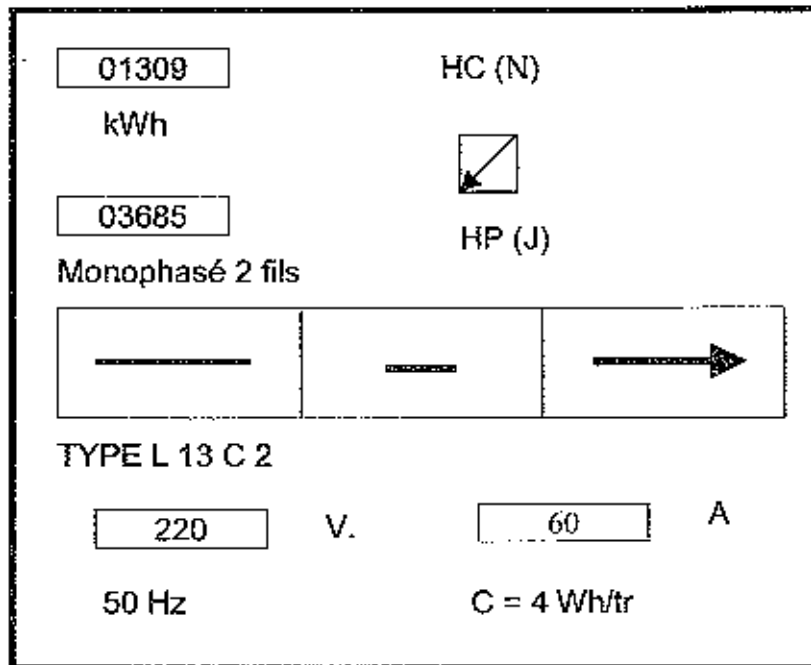 01309
HC (N)
kWh
03685
HP (J)
Monophasé 2 fils
TYPE L 13 C 2
220 V. 60 A
50 Hz C = 4 Wh/tr